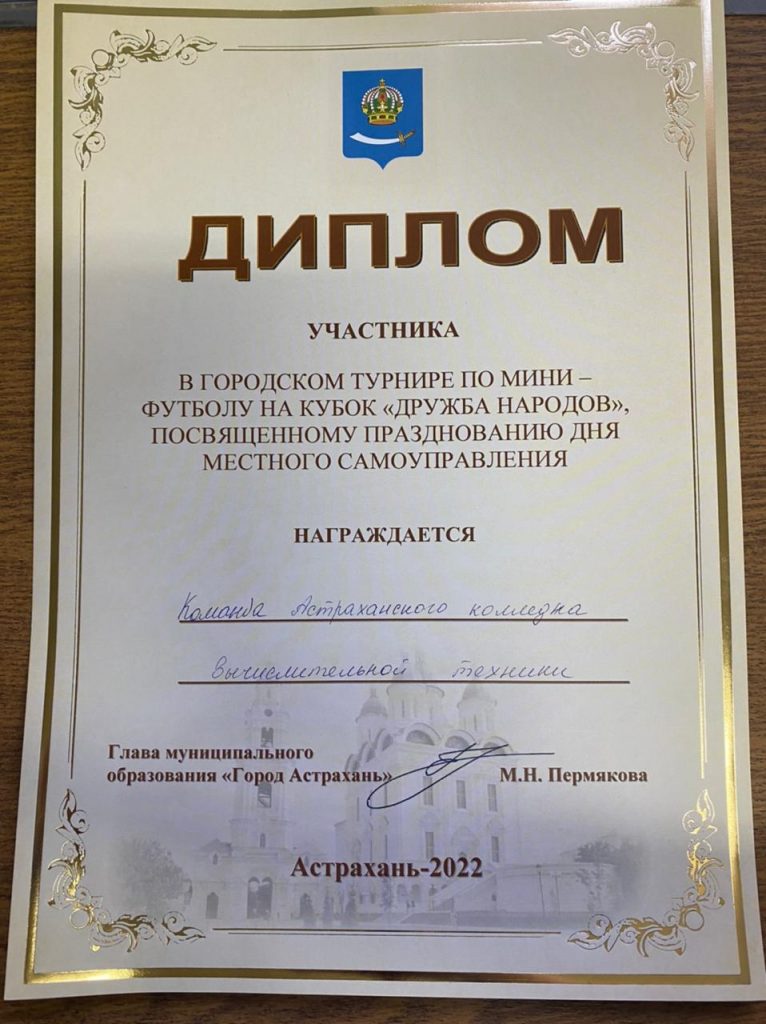 ДИПЛОМ
УЧАСТНИКА
В ГОРОДСКОМ ТУРНИРЕ ПО МИНИ –
ФУТБОЛУ НА КУБОК «ДРУЖБА НАРОДОВ»,
ПОСВЯЩЕННОМУ ПРАЗДНОВАНИЮ ДНЯ
МЕСТНОГО САМОУПРАВЛЕНИЯ
НАГРАЖДАЕТСЯ
Команда Астраханского колледжа
вычислительной техники
Глава муниципального
образования «Город Астрахань» М.Н. Пермякова
Астрахань-2022